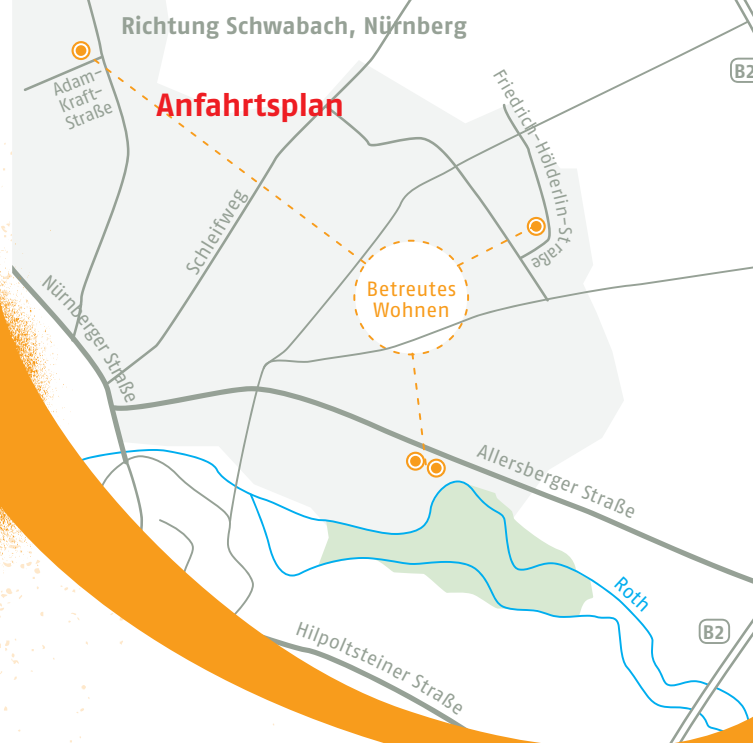 Richtung Schwabach, Nürnberg
Adam-
Kraft-
Straße
Anfahrtsplan
Friedrich-Hölderlin-Straße
B2
Schleifweg
Betreutes
Wohnen
Nürnberger Straße
Allersberger Straße
Roth
B2
Hilpoltsteiner Straße